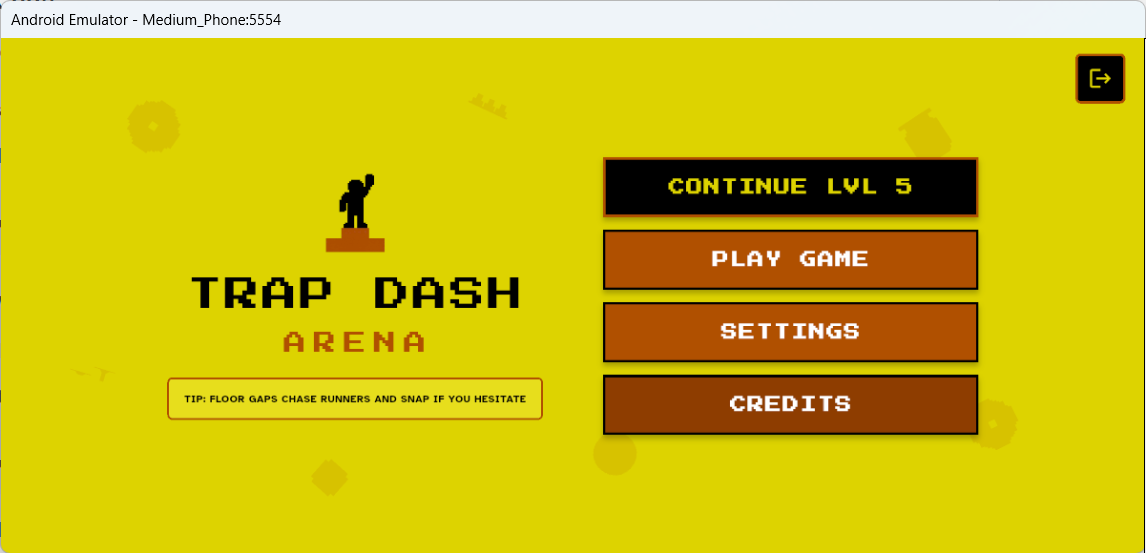 Android Emulator - Medium_Phone:5554
CONTINUE LVL 5
PLAY GAME
TRAP DASH
SETTINGS
ARENA
TIP: FLOOR GAPS CHASE RUNNERS AND SNAP IF YOU HESITATE
CREDITS